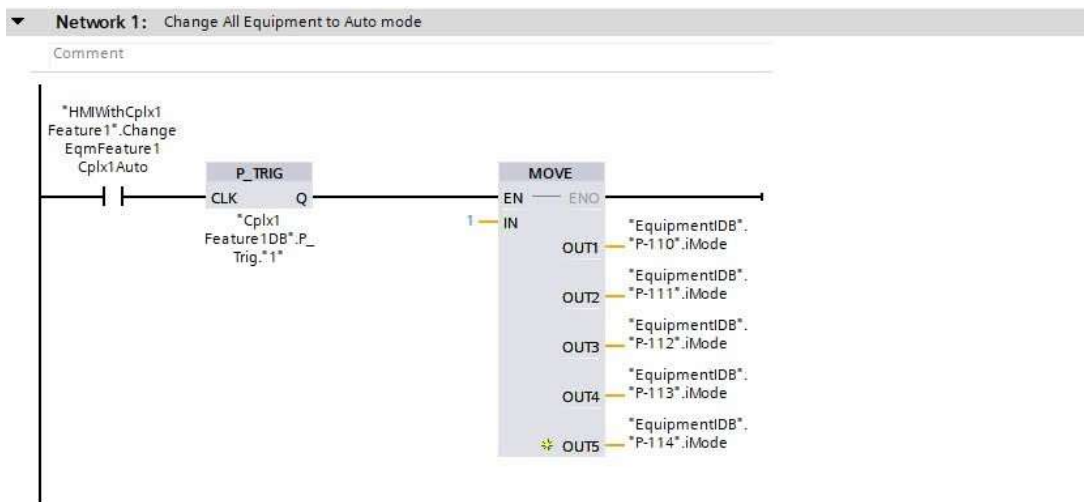 Network 1: Change All Equipment to Auto mode
Comment
"HMIWithCplx1
Feature1".Change
EqmFeature1
Cplx1Auto
P_TRIG
CLK Q
"Cplx1
Feature1DB".P_
Trig."1"
MOVE
EN ENO
1 IN
OUT1
"EquipmentIDB".
"P-110".iMode
OUT2
"EquipmentIDB".
"P-111".iMode
OUT3
"EquipmentIDB".
"P-112".iMode
OUT4
"EquipmentIDB".
"P-113".iMode
OUT5
"EquipmentIDB".
"P-114".iMode